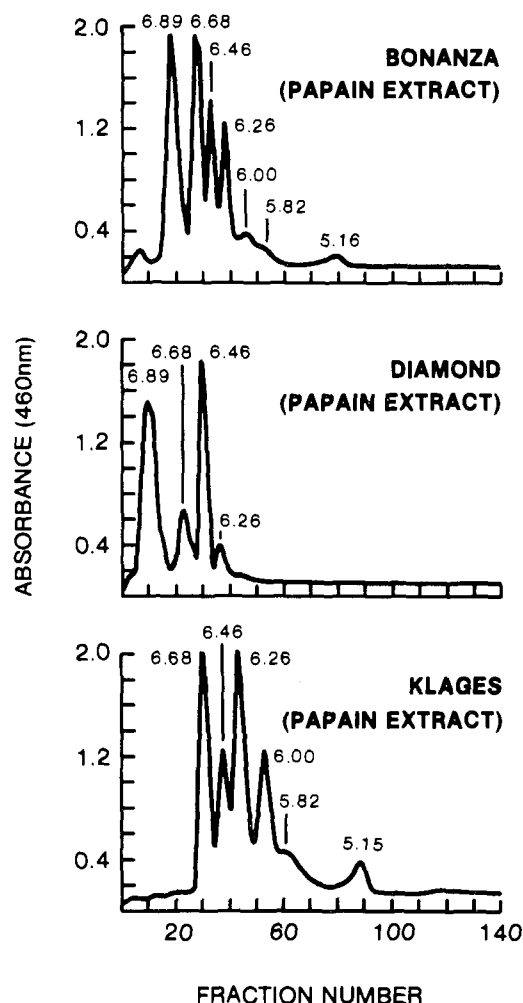 6.89
6.68
6.46
6.26
6.00
5.82
5.16
BONANZA
(PAPAIN EXTRACT)
2.0
1.2
0.4
6.89
6.68
6.46
6.26
DIAMOND
(PAPAIN EXTRACT)
2.0
1.2
0.4
ABSORBANCE (460nm)
6.68
6.46
6.26
6.00
5.82
5.15
KLAGES
(PAPAIN EXTRACT)
2.0
1.2
0.4
20 60 100 140
FRACTION NUMBER